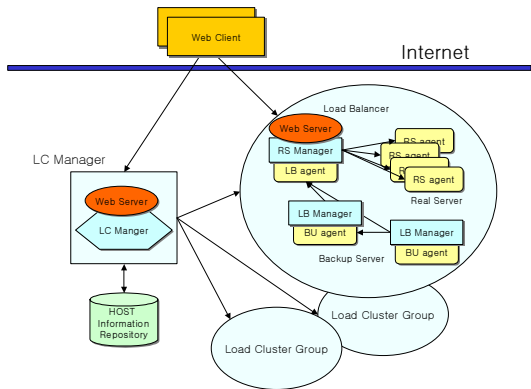 Web Client
Internet
Load Balancer
Web Server
RS Manager
LB agent
RS agent
RS agent
RS agent
Real Server
LC Manager
Web Server
LC Manger
LB Manager
BU agent
LB Manager
BU agent
Backup Server
HOST
Information
Repository
Load Cluster Group
Load Cluster Group